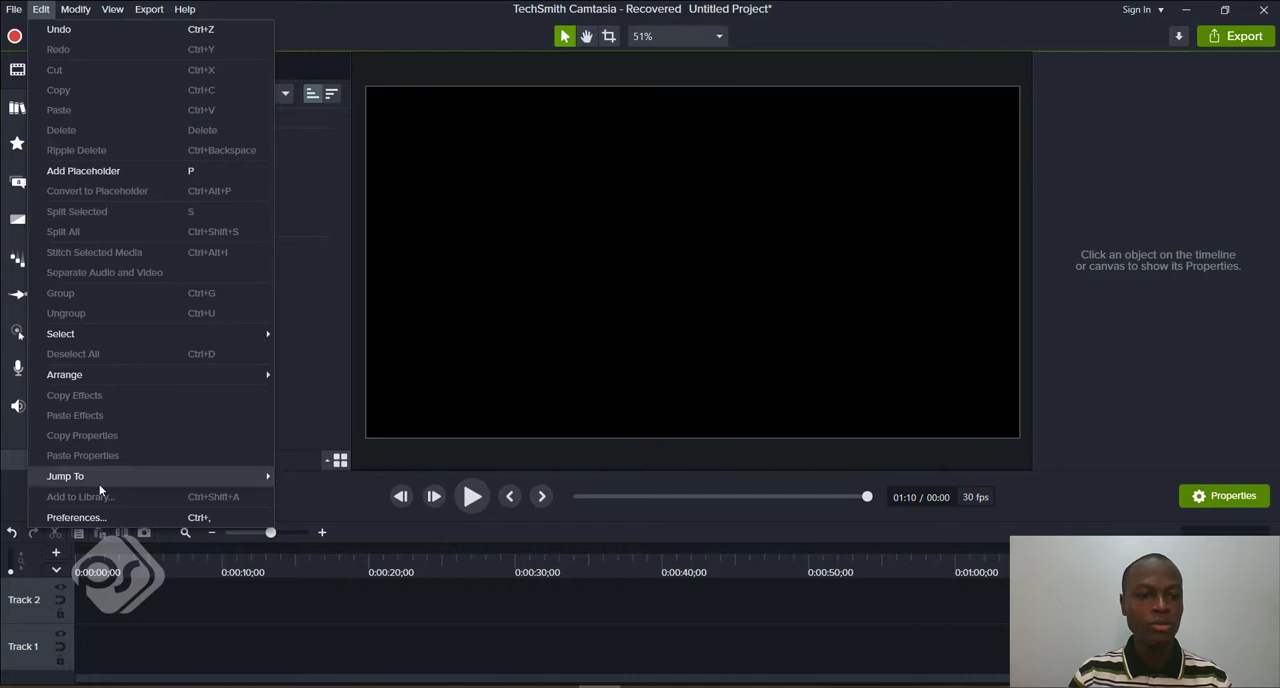 File Edit Modify View Export Help
TechSmith Camtasia - Recovered Untitled Project*
Sign In
51%
Export
Undo Ctrl+Z
Redo Ctrl+Y
Cut Ctrl+X
Copy Ctrl+C
Paste Ctrl+V
Delete Delete
Ripple Delete Ctrl+Backspace
Add Placeholder P
Convert to Placeholder Ctrl+Alt+P
Split Selected S
Split All Ctrl+Shift+S
Stitch Selected Media Ctrl+Alt+I
Separate Audio and Video
Group Ctrl+G
Ungroup Ctrl+U
Select
Deselect All Ctrl+D
Arrange
Copy Effects
Paste Effects
Copy Properties
Paste Properties
Jump To
Add to Library... Ctrl+Shift+A
Preferences... Ctrl+,
Click an object on the timeline
or canvas to show its Properties.
01:10 / 00:00 30 fps
Properties
0:00:00;00 0:00:10;00 0:00:20;00 0:00:30;00 0:00:40;00 0:00:50;00 0:01:00;00
Track 2
Track 1